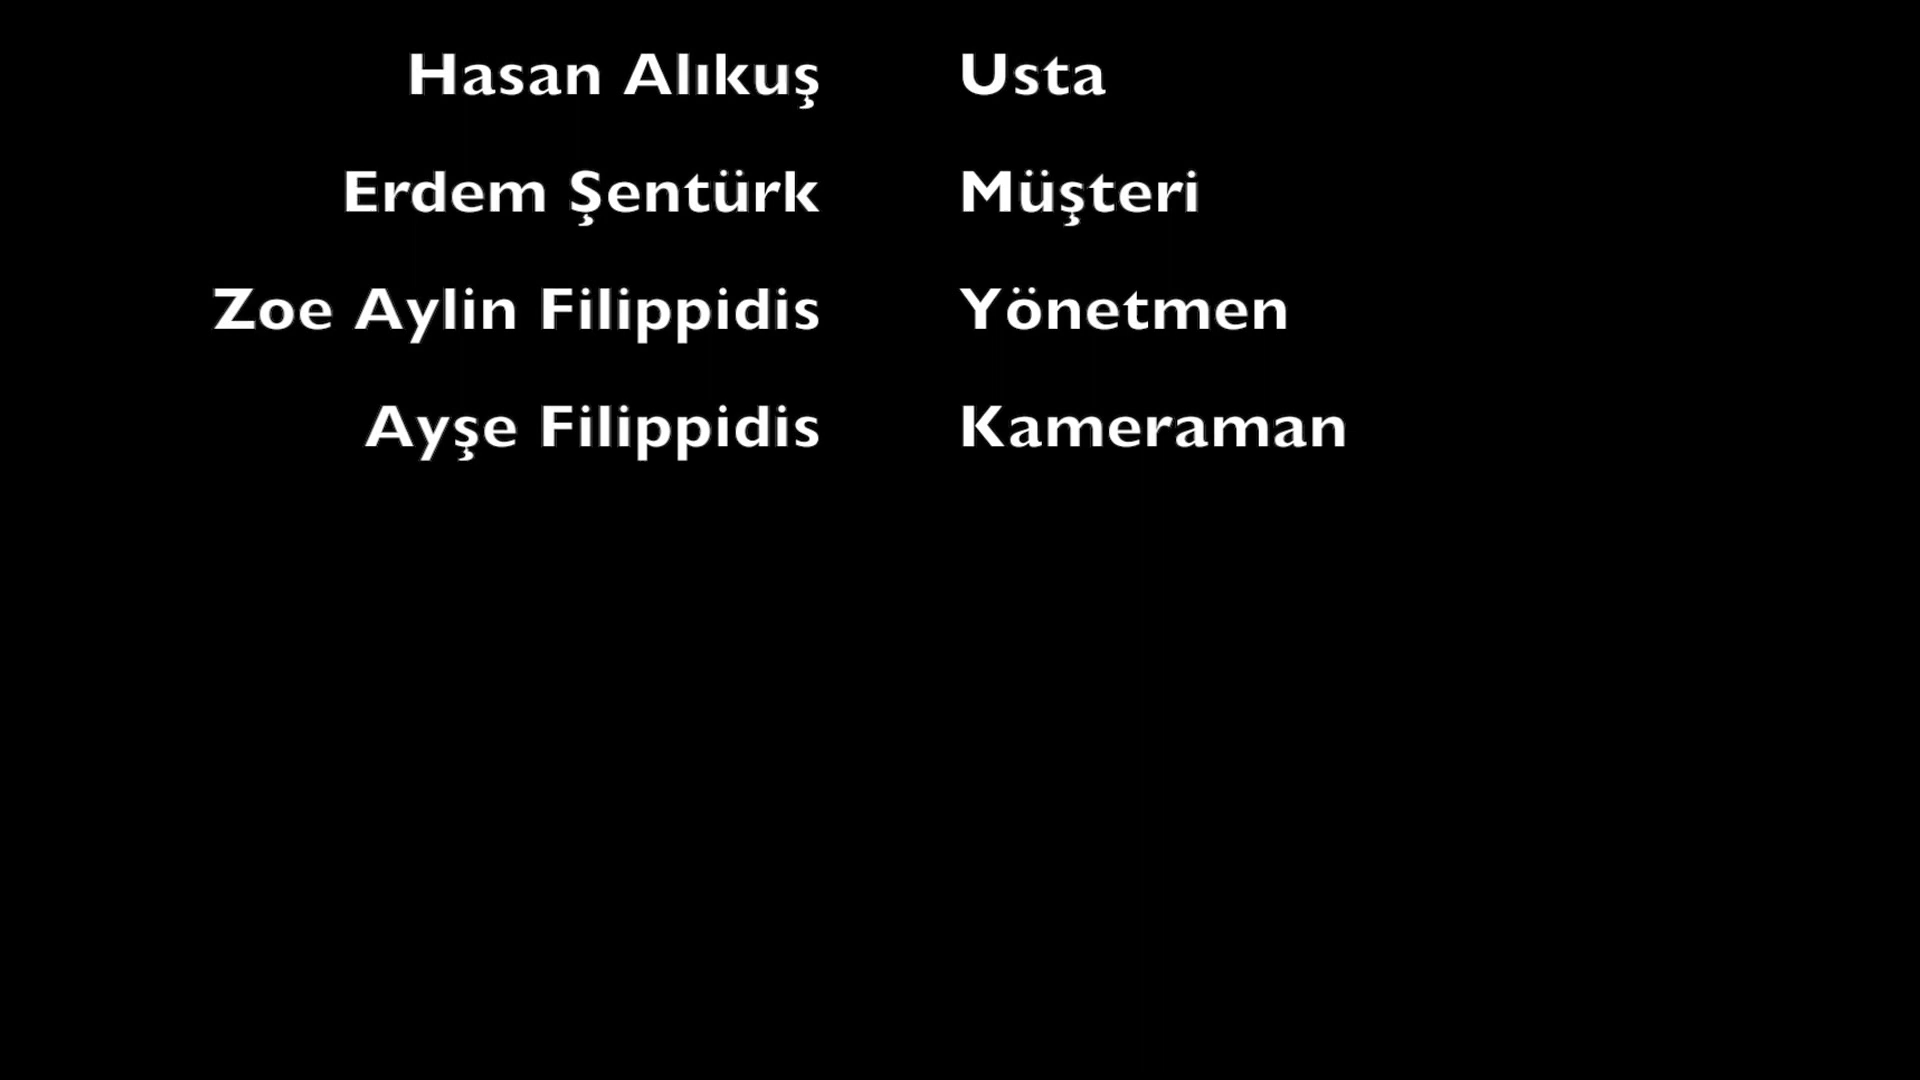 Hasan Alıkuş Usta
Erdem Şentürk Müşteri
Zoe Aylin Filippidis Yönetmen
Ayşe Filippidis Kameraman